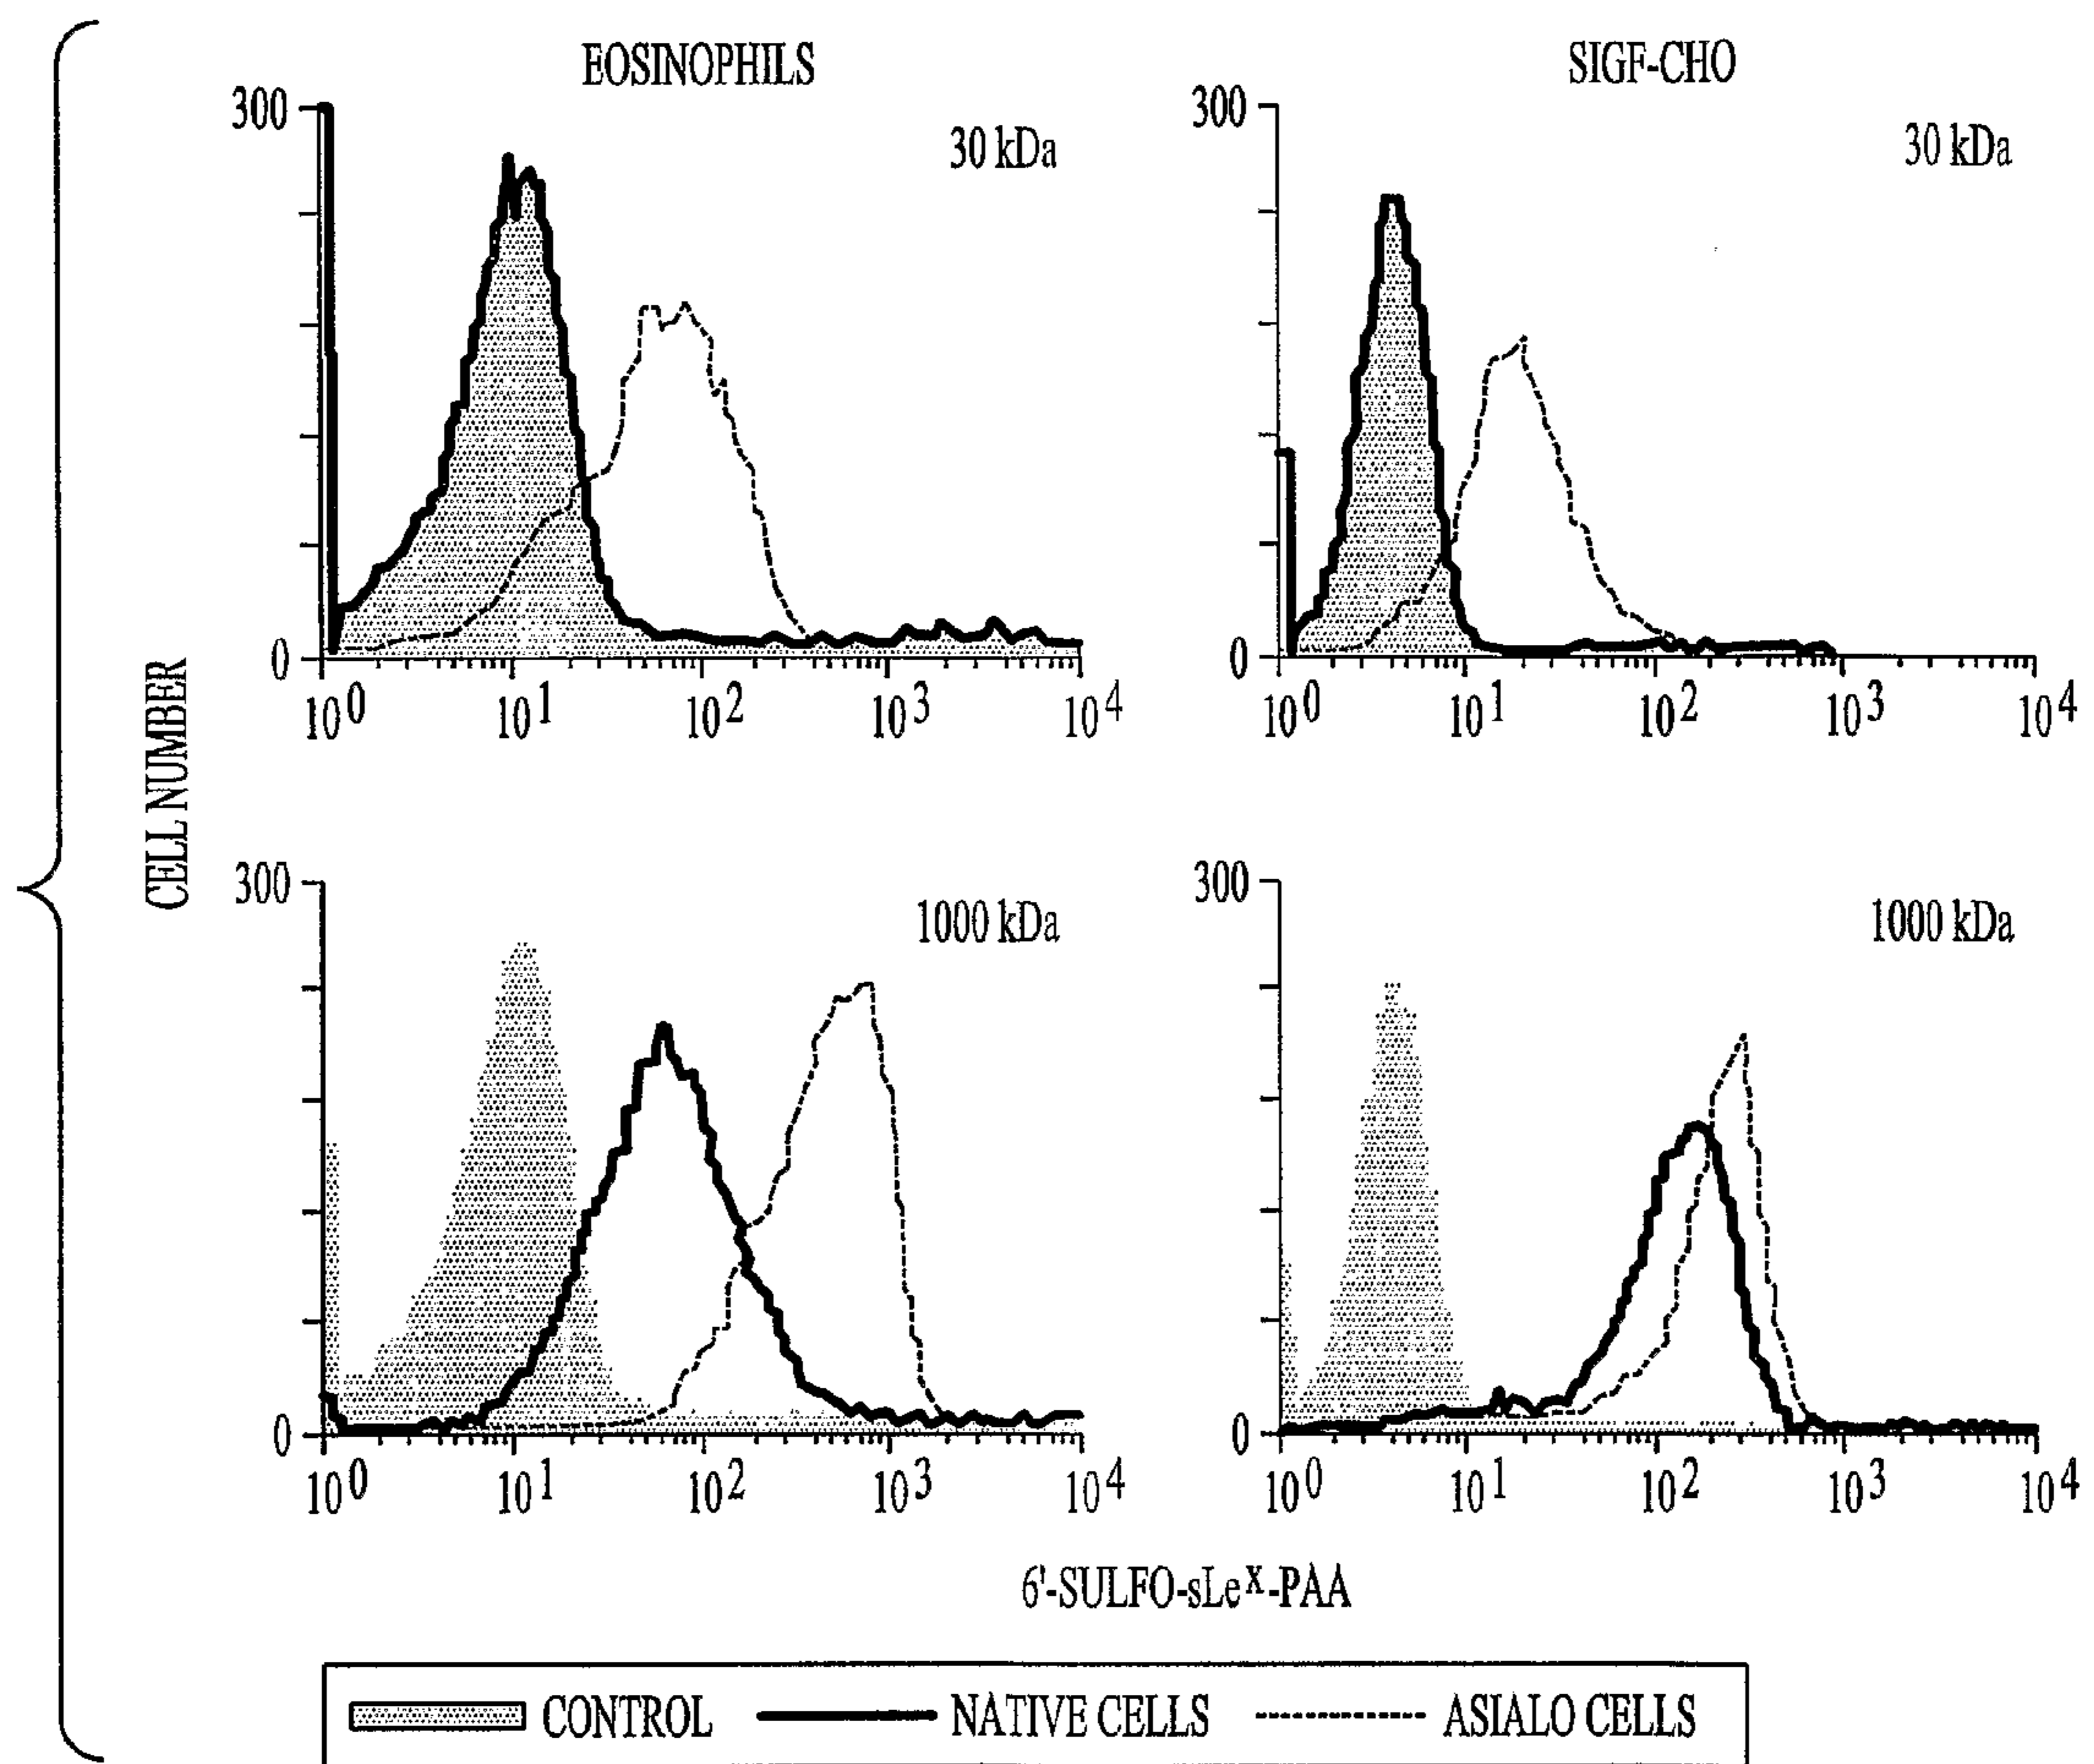 EOSINOPHILS
SIGF-CHO
300
30 kDa
0
10^0 10^1 10^2 10^3 10^4
300
30 kDa
0
10^0 10^1 10^2 10^3 10^4
CELL NUMBER
300
1000 kDa
0
10^0 10^1 10^2 10^3 10^4
300
1000 kDa
0
10^0 10^1 10^2 10^3 10^4
6'-SULFO-sLe^X-PAA
CONTROL NATIVE CELLS ASIALO CELLS